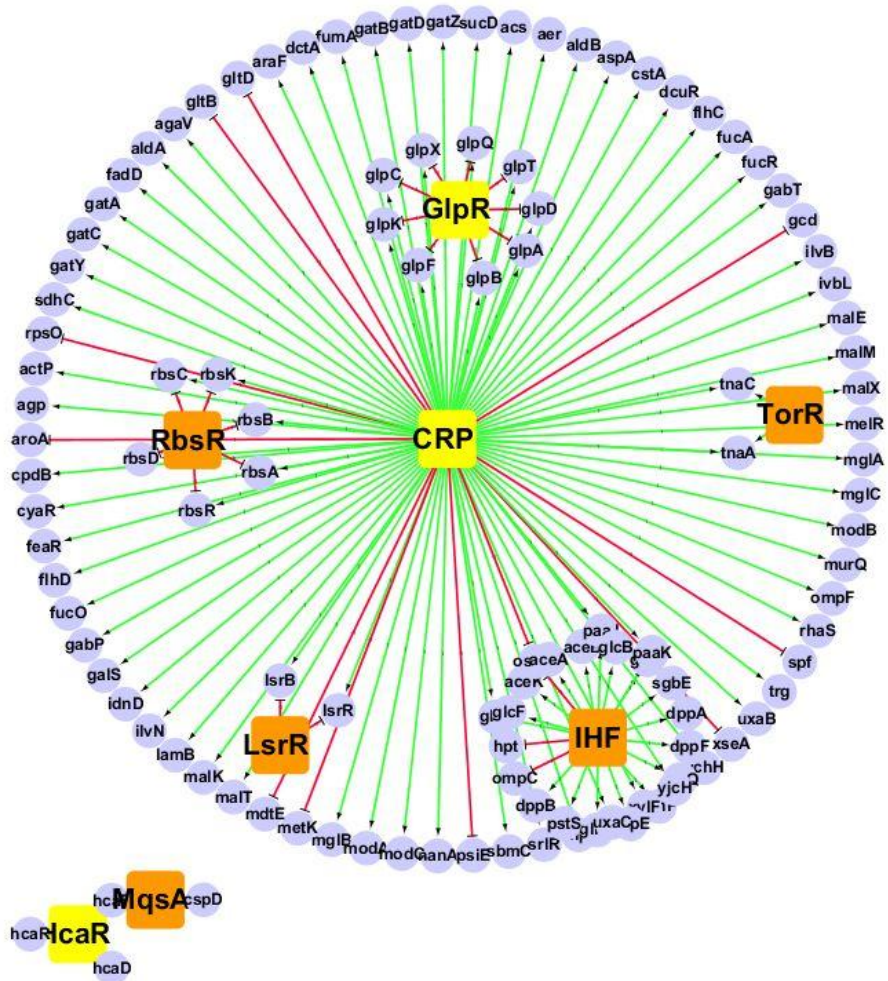 gatZ
sucD
acs
aer
aldB
aspA
cstA
dcuR
flhC
fucA
fucR
gabT
gcd
ilvB
ivbL
malE
malM
malX
melR
mglA
mglC
modB
murQ
ompF
rhaS
spf
trg
uxaB
xseA
yjcH
uxaC
pstS
srlR
sbmC
psiE
nanA
modC
modA
mglB
metK
mdtE
malT
malK
lamB
ilvN
idnD
galS
gabP
fucO
flhD
feaR
cyaR
cpdB
aroA
agp
actP
rpsO
sdhC
gatY
gatC
gatA
fadD
aldA
agaV
gltB
gltD
araF
dctA
fumA
gatB
gatD
glpX
glpQ
glpC
glpT
GlpR
glpK
glpD
glpF
glpA
glpB
rbsC
rbsK
rbsB
RbsR
rbsD
rbsA
rbsR
CRP
tnaC
TorR
tnaA
lsrB
lsrR
LsrR
glcB
paaK
aceA
aceK
sgbE
glcF
dppA
hpt
IHF
dppF
ompC
dppB
MqsA
cspD
hcaR
hcaD